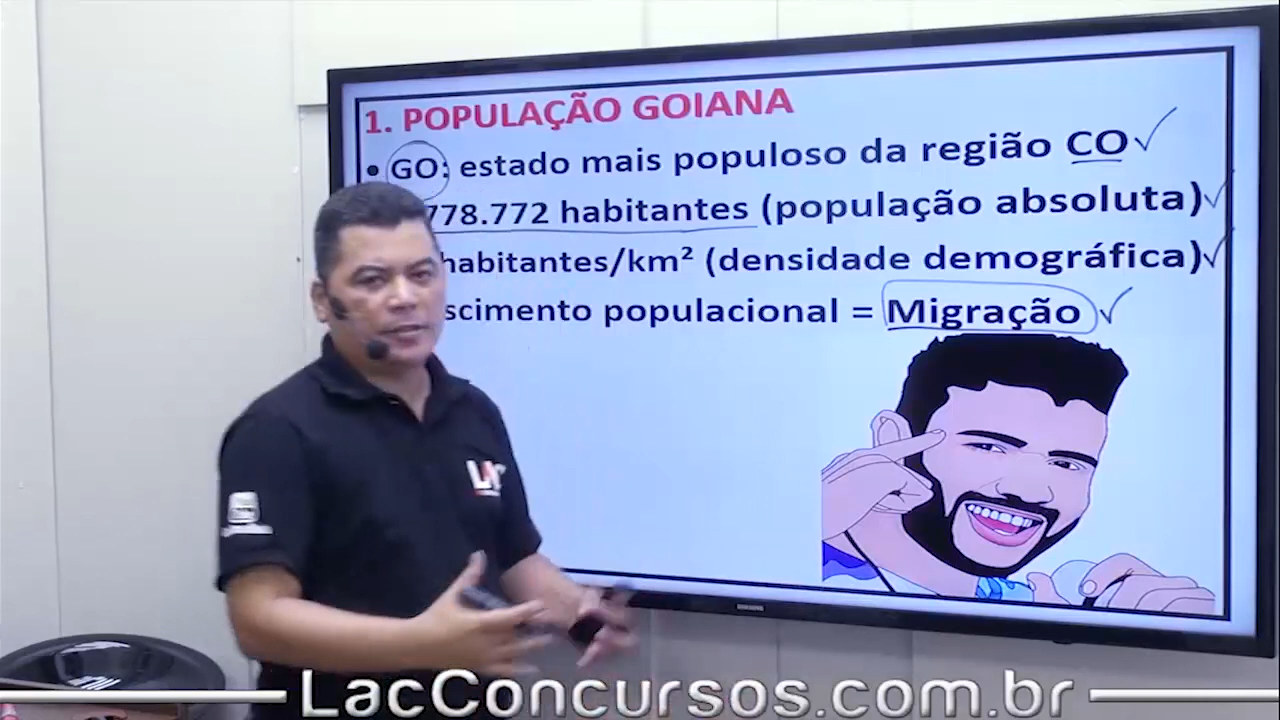 1. POPULAÇÃO GOIANA
• GO: estado mais populoso da região CO
778.772 habitantes (população absoluta)
habitantes/km² (densidade demográfica)
scimento populacional = Migração
SAMSUNG
LacConcursos.com.br